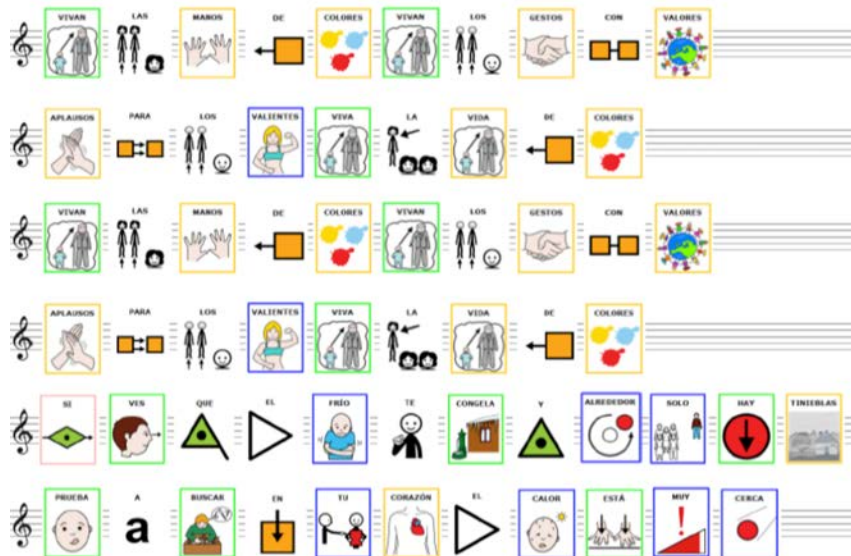 VIVAN LAS MANOS DE COLORES VIVAN LOS GESTOS CON VALORES
APLAUSOS PARA LOS VALIENTES VIVA LA VIDA DE COLORES
VIVAN LAS MANOS DE COLORES VIVAN LOS GESTOS CON VALORES
APLAUSOS PARA LOS VALIENTES VIVA LA VIDA DE COLORES
SI VES QUE EL FRÍO TE CONGELA Y ALREDEDOR SOLO HAY TINIEBLAS
PRUEBA A BUSCAR EN TU CORAZÓN EL CALOR ESTÁ MUY CERCA
a